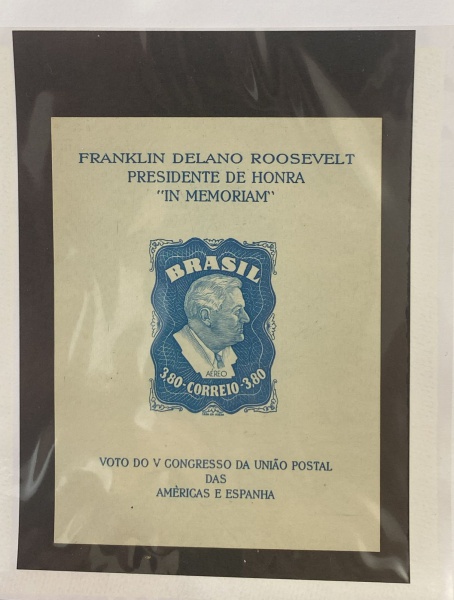 FRANKLIN DELANO ROOSEVELT
PRESIDENTE DE HONRA
"IN MEMORIAM"
BRASIL
AÉREO
3,80-CORREIO-3,80
VOTO DO V CONGRESSO DA UNIÃO POSTAL
DAS
AMÈRICAS E ESPANHA